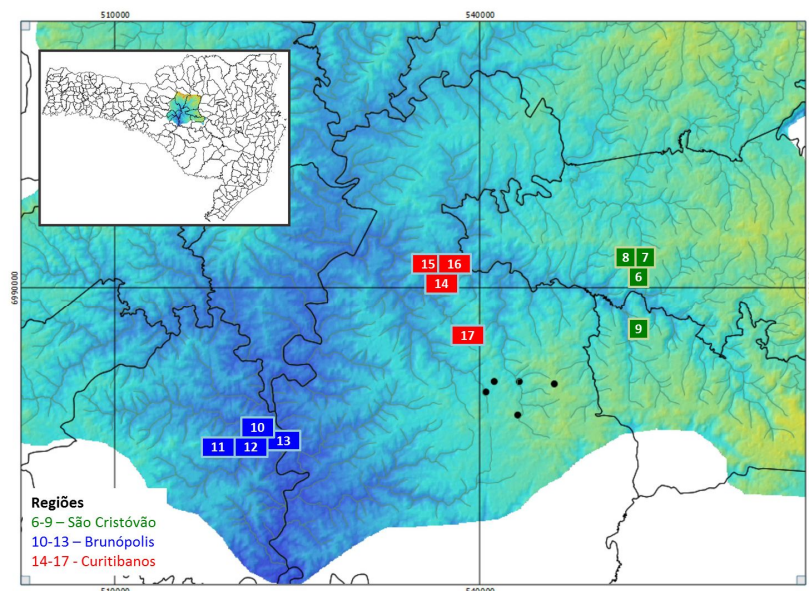 510000 540000
6990000 6990000
15 16 8 7
14 6
17 9
10
11 12 13
Regiões
6-9 – São Cristóvão
10-13 – Brunópolis
14-17 - Curitibanos
510000 540000